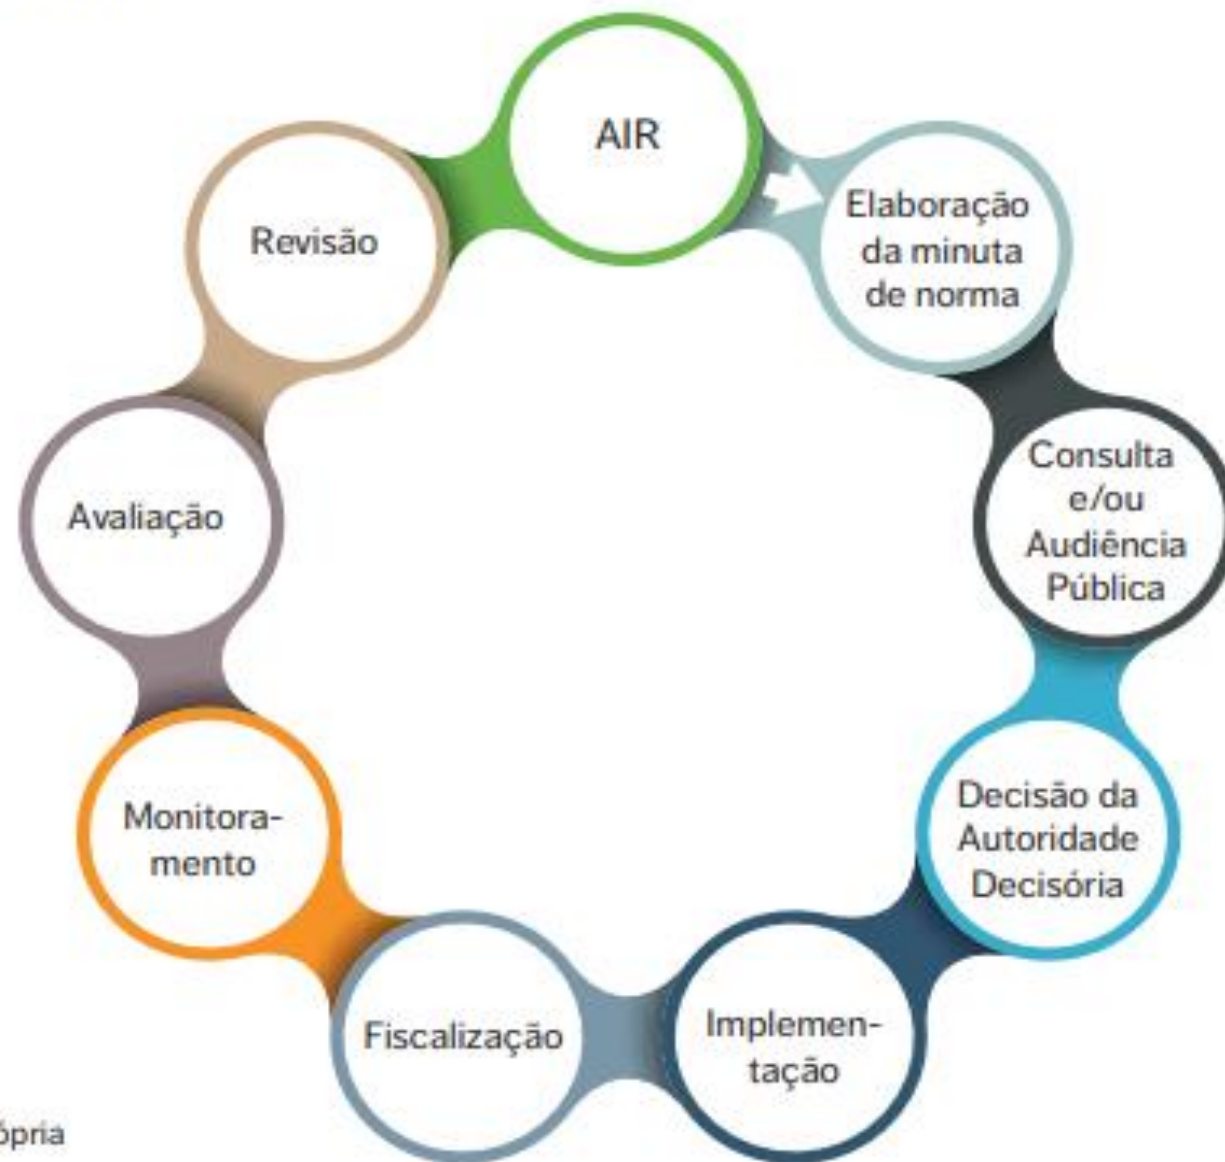 AIR
Elaboração
da minuta
de norma
Consulta
e/ou
Audiência
Pública
Decisão da
Autoridade
Decisória
Implemen-
tação
Fiscalização
Monitora-
mento
Avaliação
Revisão
ópria